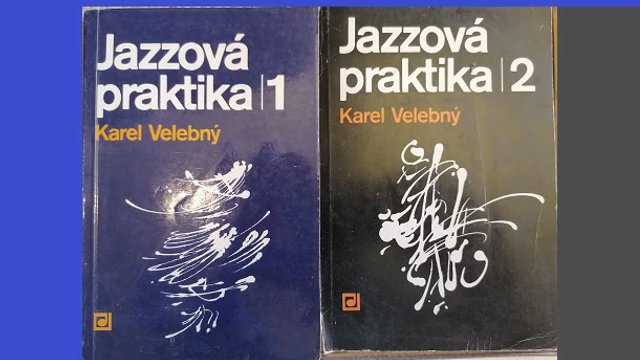 Jazzová
praktika|1
Karel Velebný
Jazzová
praktika|2
Karel Velebný